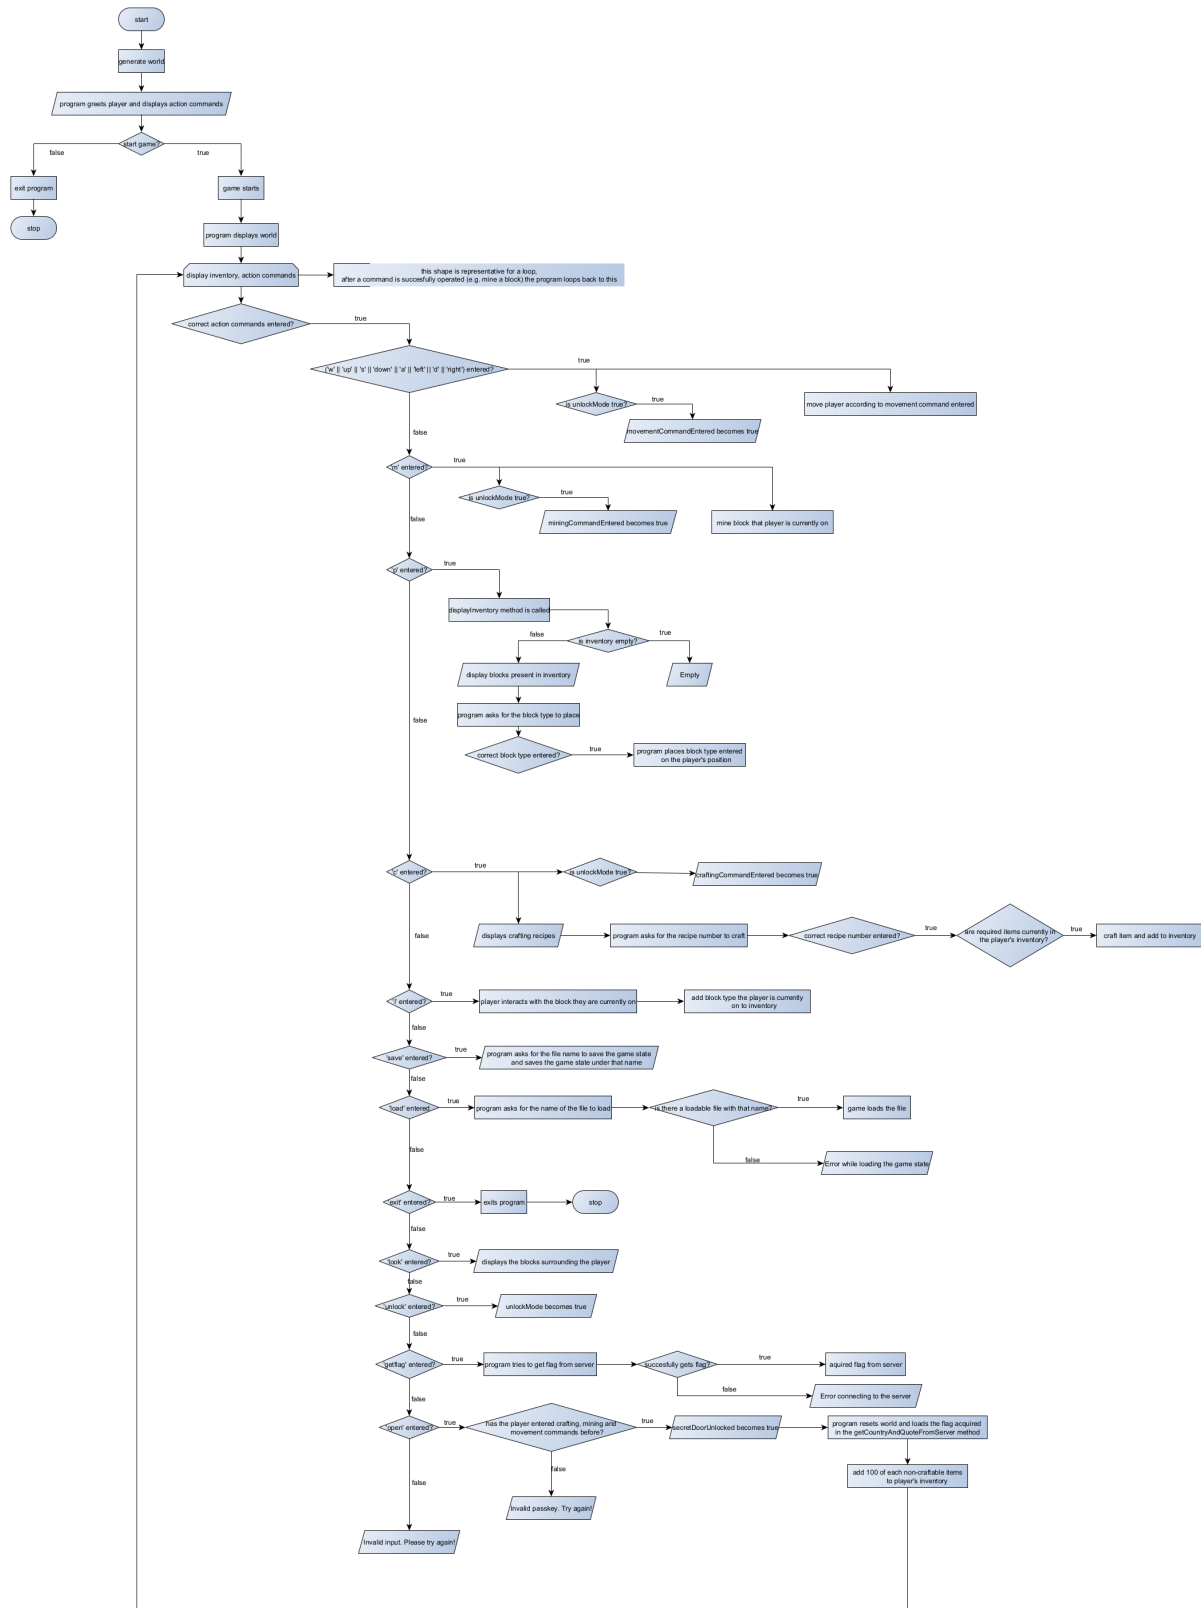 start
generate world
program greets player and displays action commands
start game?
false
true
exit program
game starts
stop
program displays world
display inventory, action commands
this shape is representative for a loop,
after a command is succesfully operated (e.g. mine a block) the program loops back to this
correct action commands entered?
true
('w' || 'up' || 's' || 'down' || 'a' || 'left' || 'd' || 'right') entered?
true
is unlockMode true?
true
move player according to movement command entered
movementCommandEntered becomes true
false
'm' entered?
true
is unlockMode true?
true
miningCommandEntered becomes true
mine block that player is currently on
false
'p' entered?
true
displayInventory method is called
is inventory empty?
false
true
display blocks present in inventory
Empty
program asks for the block type to place
false
correct block type entered?
true
program places block type entered
on the player's position
'c' entered?
true
is unlockMode true?
craftingCommandEntered becomes true
false
displays crafting recipes
program asks for the recipe number to craft
correct recipe number entered?
true
are required items currently in
the player's inventory?
true
craft item and add to inventory
'i' entered?
true
player interacts with the block they are currently on
add block type the player is currently
on to inventory
false
'save' entered?
true
program asks for the file name to save the game state
and saves the game state under that name
false
'load' entered
true
program asks for the name of the file to load
is there a loadable file with that name?
true
game loads the file
false
false
Error while loading the game state
'exit' entered?
true
exits program
stop
false
'look' entered?
true
displays the blocks surrounding the player
false
'unlock' entered?
true
unlockMode becomes true
false
'getflag' entered?
true
program tries to get flag from server
succesfully gets flag?
true
aquired flag from server
false
Error connecting to the server
false
'open' entered?
true
has the player entered crafting, mining and
movement commands before?
true
secretDoorUnlocked becomes true
program resets world and loads the flag acquired
in the getCountryAndQuoteFromServer method
false
false
add 100 of each non-craftable items
to player's inventory
Invalid passkey. Try again!
Invalid input. Please try again!